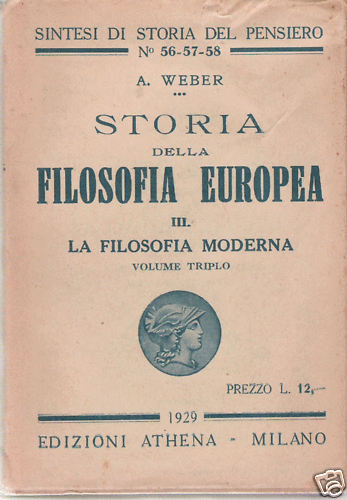 SINTESI DI STORIA DEL PENSIERO
Nº 56-57-58
A. WEBER
STORIA
DELLA
FILOSOFIA EUROPEA
III.
LA FILOSOFIA MODERNA
VOLUME TRIPLO
PREZZO L. 12,—
1929
EDIZIONI ATHENA - MILANO